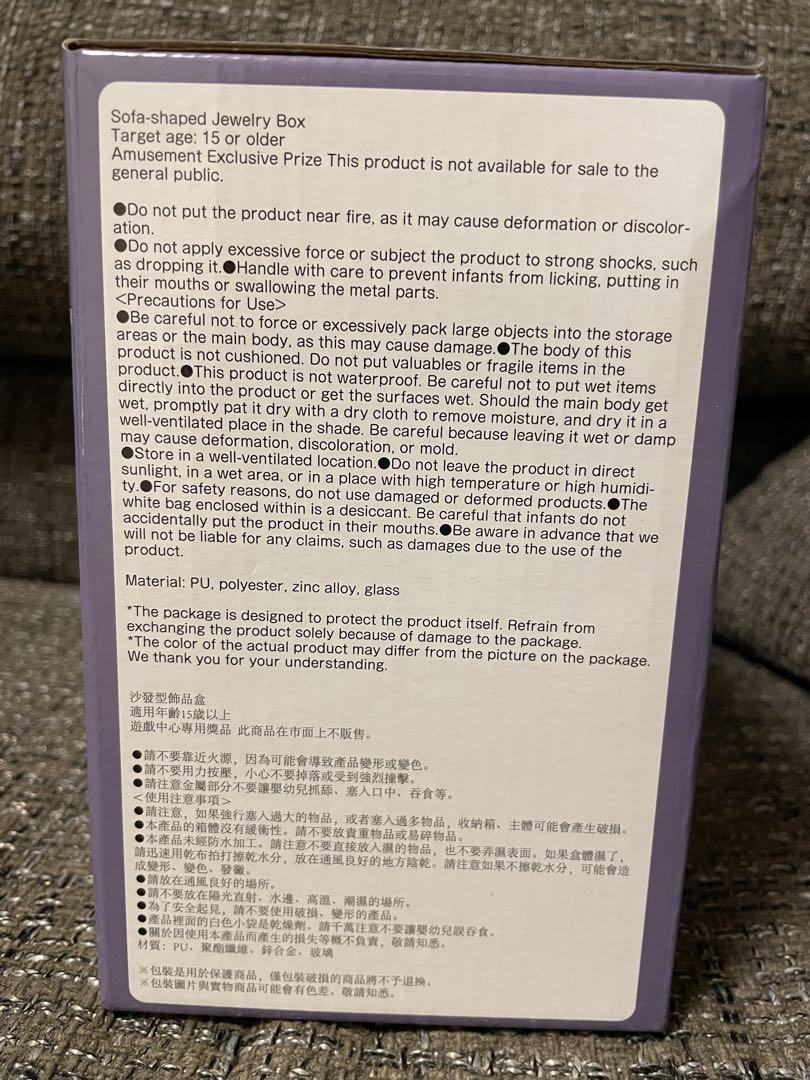 Sofa-shaped Jewelry Box
Target age: 15 or older
Amusement Exclusive Prize This product is not available for sale to the
general public.
●Do not put the product near fire, as it may cause deformation or discolor-
ation.
●Do not apply excessive force or subject the product to strong shocks, such
as dropping it.●Handle with care to prevent infants from licking, putting in
their mouths or swallowing the metal parts.
<Precautions for Use>
●Be careful not to force or excessively pack large objects into the storage
areas or the main body, as this may cause damage.●The body of this
product is not cushioned. Do not put valuables or fragile items in the
product.●This product is not waterproof. Be careful not to put wet items
directly into the product or get the surfaces wet. Should the main body get
wet, promptly pat it dry with a dry cloth to remove moisture, and dry it in a
well-ventilated place in the shade. Be careful because leaving it wet or damp
may cause deformation, discoloration, or mold.
●Store in a well-ventilated location.●Do not leave the product in direct
sunlight, in a wet area, or in a place with high temperature or high humidi-
ty.●For safety reasons, do not use damaged or deformed products.●The
white bag enclosed within is a desiccant. Be careful that infants do not
accidentally put the product in their mouths.●Be aware in advance that we
will not be liable for any claims, such as damages due to the use of the
product.
Material: PU, polyester, zinc alloy, glass
*The package is designed to protect the product itself. Refrain from
exchanging the product solely because of damage to the package.
*The color of the actual product may differ from the picture on the package.
We thank you for your understanding.
沙發型飾品盒
適用年齡15歲以上
遊戲中心專用獎品 此商品在市面上不販售。
●請不要靠近火源，因為可能會導致產品變形或變色。
●請不要用力按壓，小心不要掉落或受到強烈撞擊。
●請注意金屬部分不要讓嬰幼兒抓舔、塞入口中、吞食等。
＜使用注意事項＞
●請注意，如果強行塞入過大的物品，或者塞入過多物品，收納箱、主體可能會產生破損。
●本產品的箱體沒有緩衝性。請不要放貴重物品或易碎物品。
●本產品未經防水加工。請注意不要直接放入濕的物品，也不要弄濕表面。如果盒體濕了，
請迅速用乾布拍打擦乾水分，放在通風良好的地方陰乾。請注意如果不擦乾水分，可能會造
成變形、變色、發黴。
●請放在通風良好的場所。
●請不要放在陽光直射、水邊、高溫、潮濕的場所。
●為了安全起見，請不要使用破損、變形的產品。
●產品裡面的白色小袋是乾燥劑。請千萬注意不要讓嬰幼兒誤吞食。
●關於因使用本產品而產生的損失等概不負責，敬請知悉。
材質：PU、聚酯纖維、鋅合金、玻璃
※包裝是用於保護商品，僅包裝破損的商品將不予退換。
※包裝圖片與實物商品可能會有色差。敬請知悉。